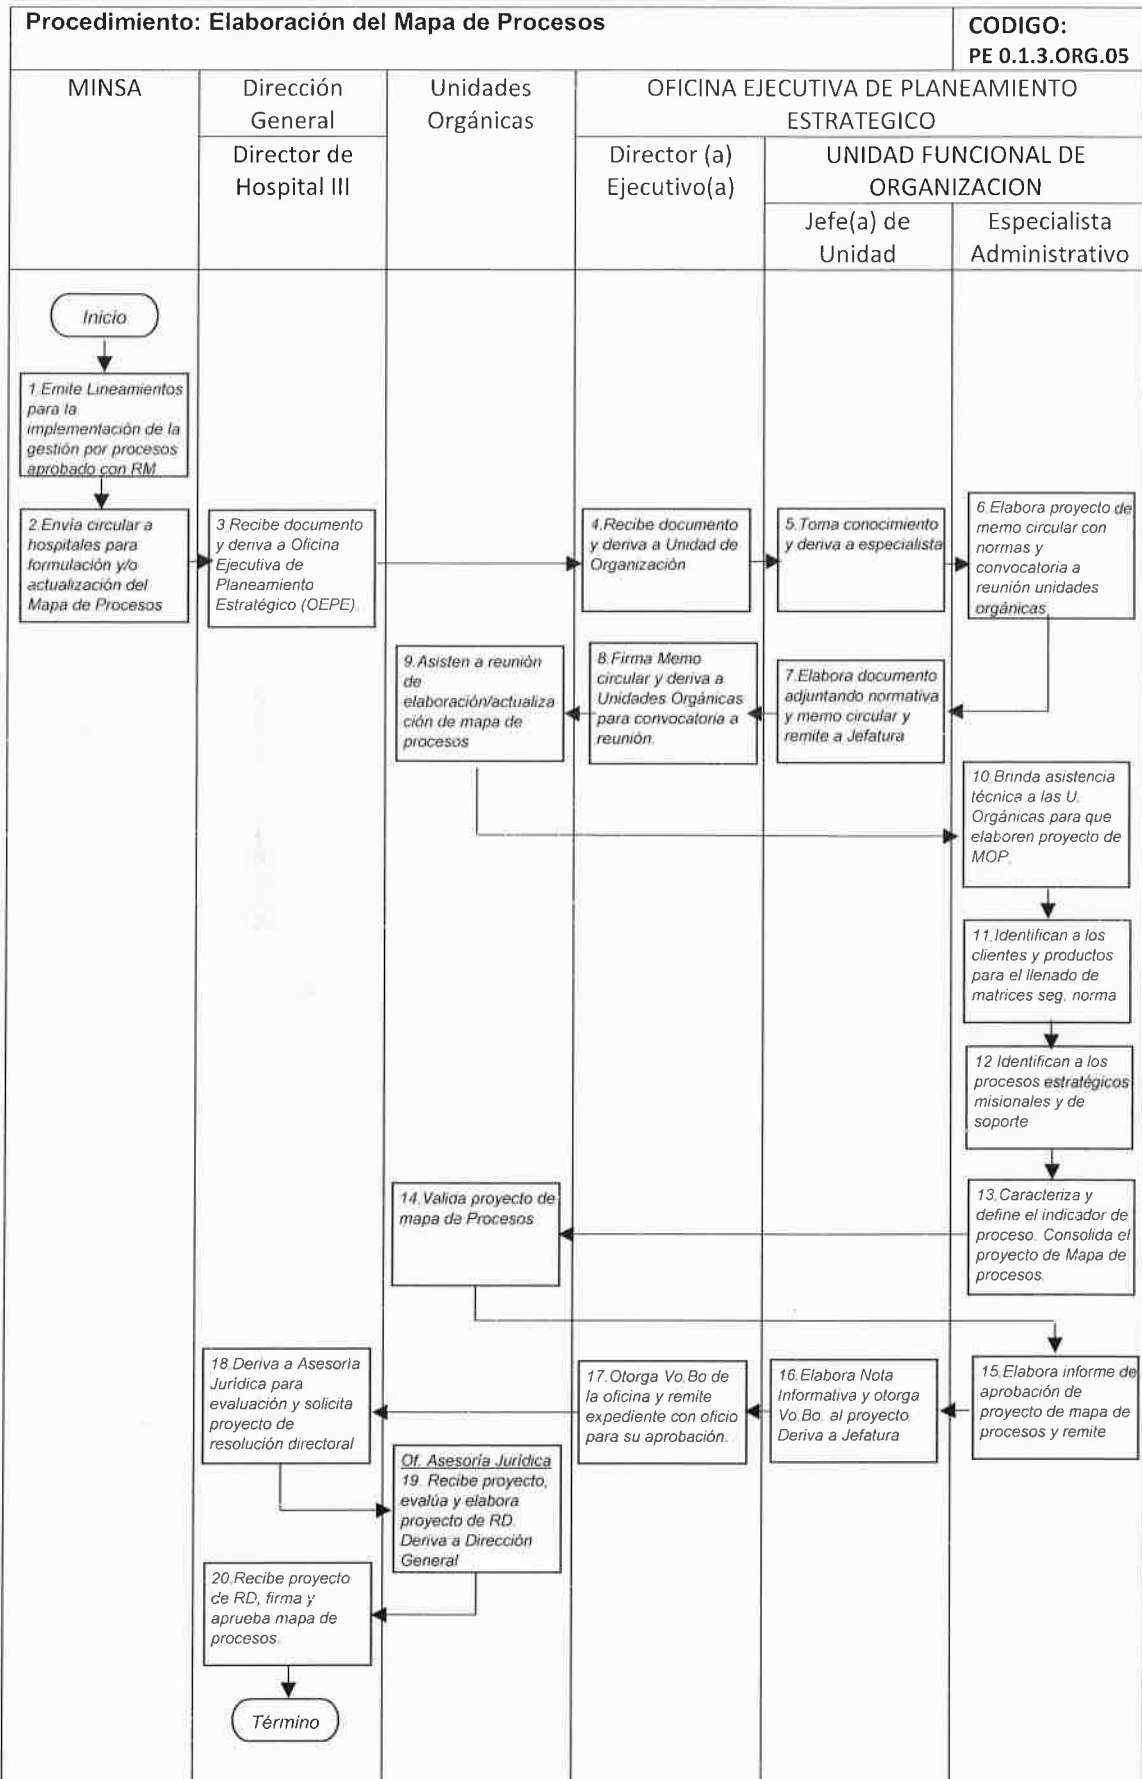 Procedimiento: Elaboración del Mapa de Procesos
CODIGO:
PE 0.1.3.ORG.05
MINSA
Dirección
General
Unidades
Orgánicas
OFICINA EJECUTIVA DE PLANEAMIENTO
ESTRATEGICO
Director de
Hospital III
Director (a)
Ejecutivo(a)
UNIDAD FUNCIONAL DE
ORGANIZACION
Jefe(a) de
Unidad
Especialista
Administrativo
Inicio
1.Emite Lineamientos
para la
implementación de la
gestión por procesos
aprobado con RM
2.Envía circular a
hospitales para
formulación y/o
actualización del
Mapa de Procesos
3.Recibe documento
y deriva a Oficina
Ejecutiva de
Planeamiento
Estratégico (OEPE).
4.Recibe documento
y deriva a Unidad de
Organización
5.Toma conocimiento
y deriva a especialista
6.Elabora proyecto de
memo circular con
normas y
convocatoria a
reunión unidades
orgánicas
9.Asisten a reunión
de
elaboración/actualiza
ción de mapa de
procesos
8.Firma Memo
circular y deriva a
Unidades Orgánicas
para convocatoria a
reunión.
7.Elabora documento
adjuntando normativa
y memo circular y
remite a Jefatura
10.Brinda asistencia
técnica a las U.
Orgánicas para que
elaboren proyecto de
MOP.
11.Identifican a los
clientes y productos
para el llenado de
matrices seg. norma
12 Identifican a los
procesos estratégicos
misionales y de
soporte
14.Valida proyecto de
mapa de Procesos
13.Caracteriza y
define el indicador de
proceso. Consolida el
proyecto de Mapa de
procesos.
18.Deriva a Asesoría
Jurídica para
evaluación y solicita
proyecto de
resolución directoral
17.Otorga Vo.Bo de
la oficina y remite
expediente con oficio
para su aprobación.
16.Elabora Nota
Informativa y otorga
Vo.Bo. al proyecto.
Deriva a Jefatura
15.Elabora informe de
aprobación de
proyecto de mapa de
procesos y remite
Of. Asesoría Jurídica
19. Recibe proyecto,
evalúa y elabora
proyecto de RD.
Deriva a Dirección
General
20.Recibe proyecto
de RD, firma y
aprueba mapa de
procesos.
Término